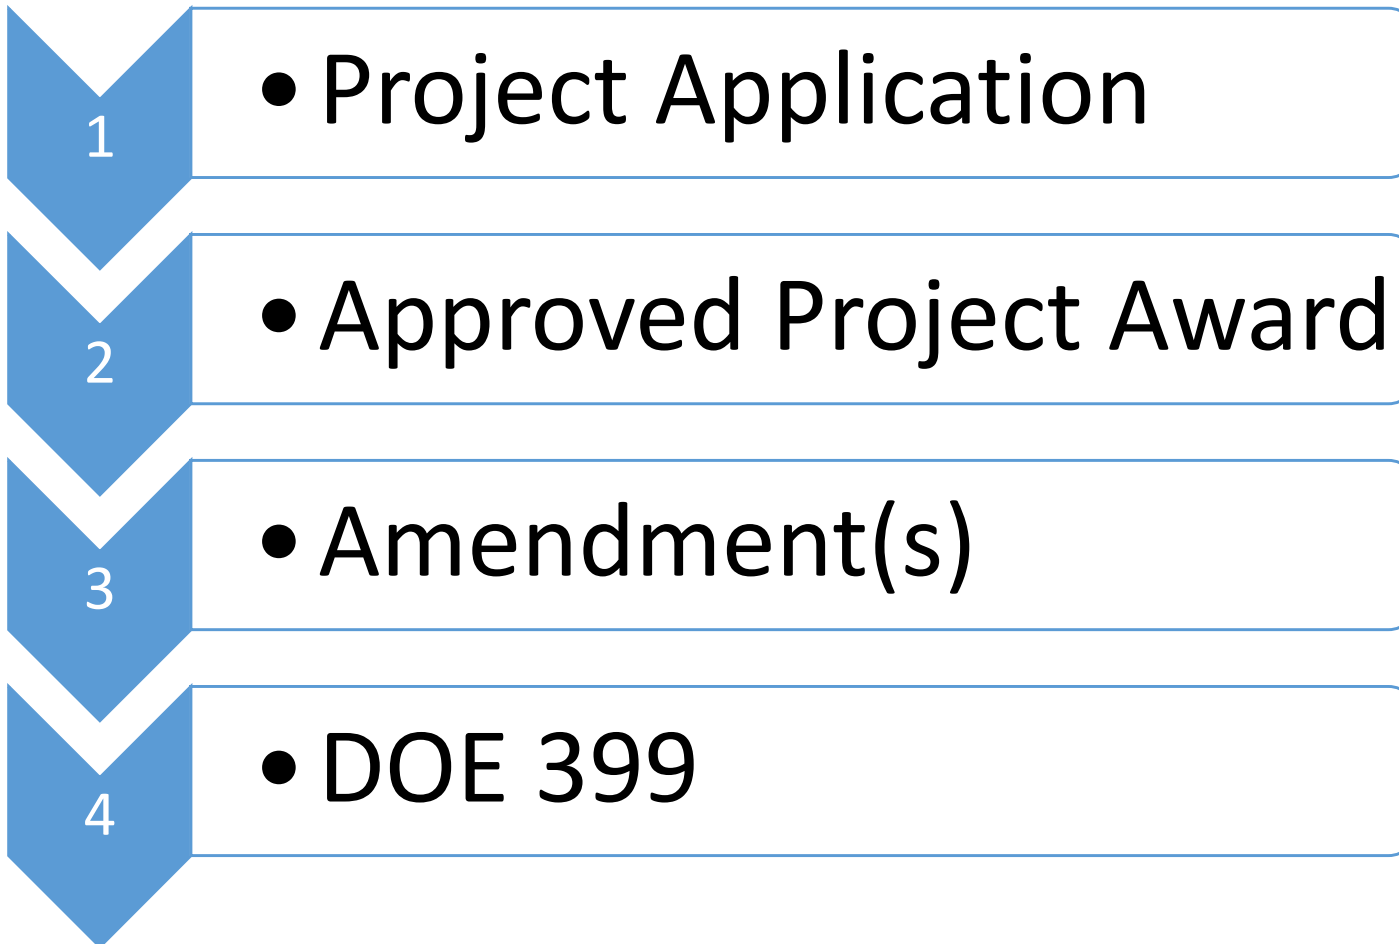 1
• Project Application
2
• Approved Project Award
3
• Amendment(s)
4
• DOE 399